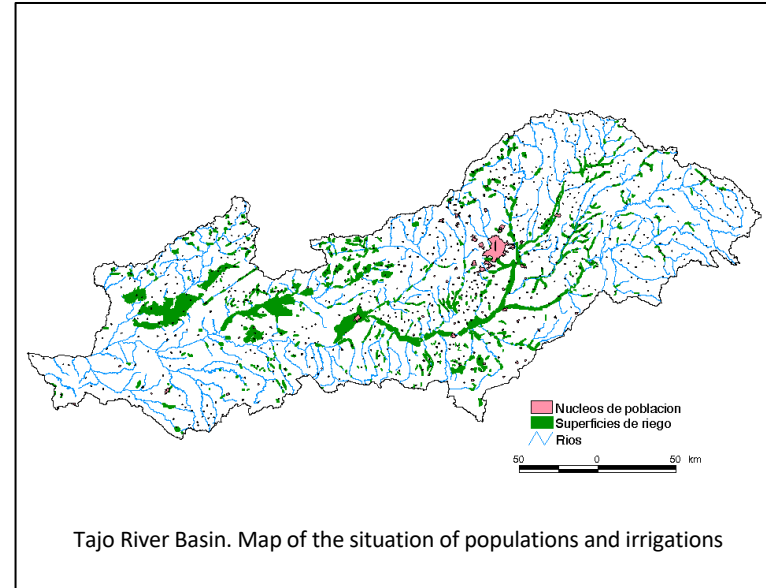 Nucleos de poblacion
Superficies de riego
Rios
50 0 50 km
Tajo River Basin. Map of the situation of populations and irrigations